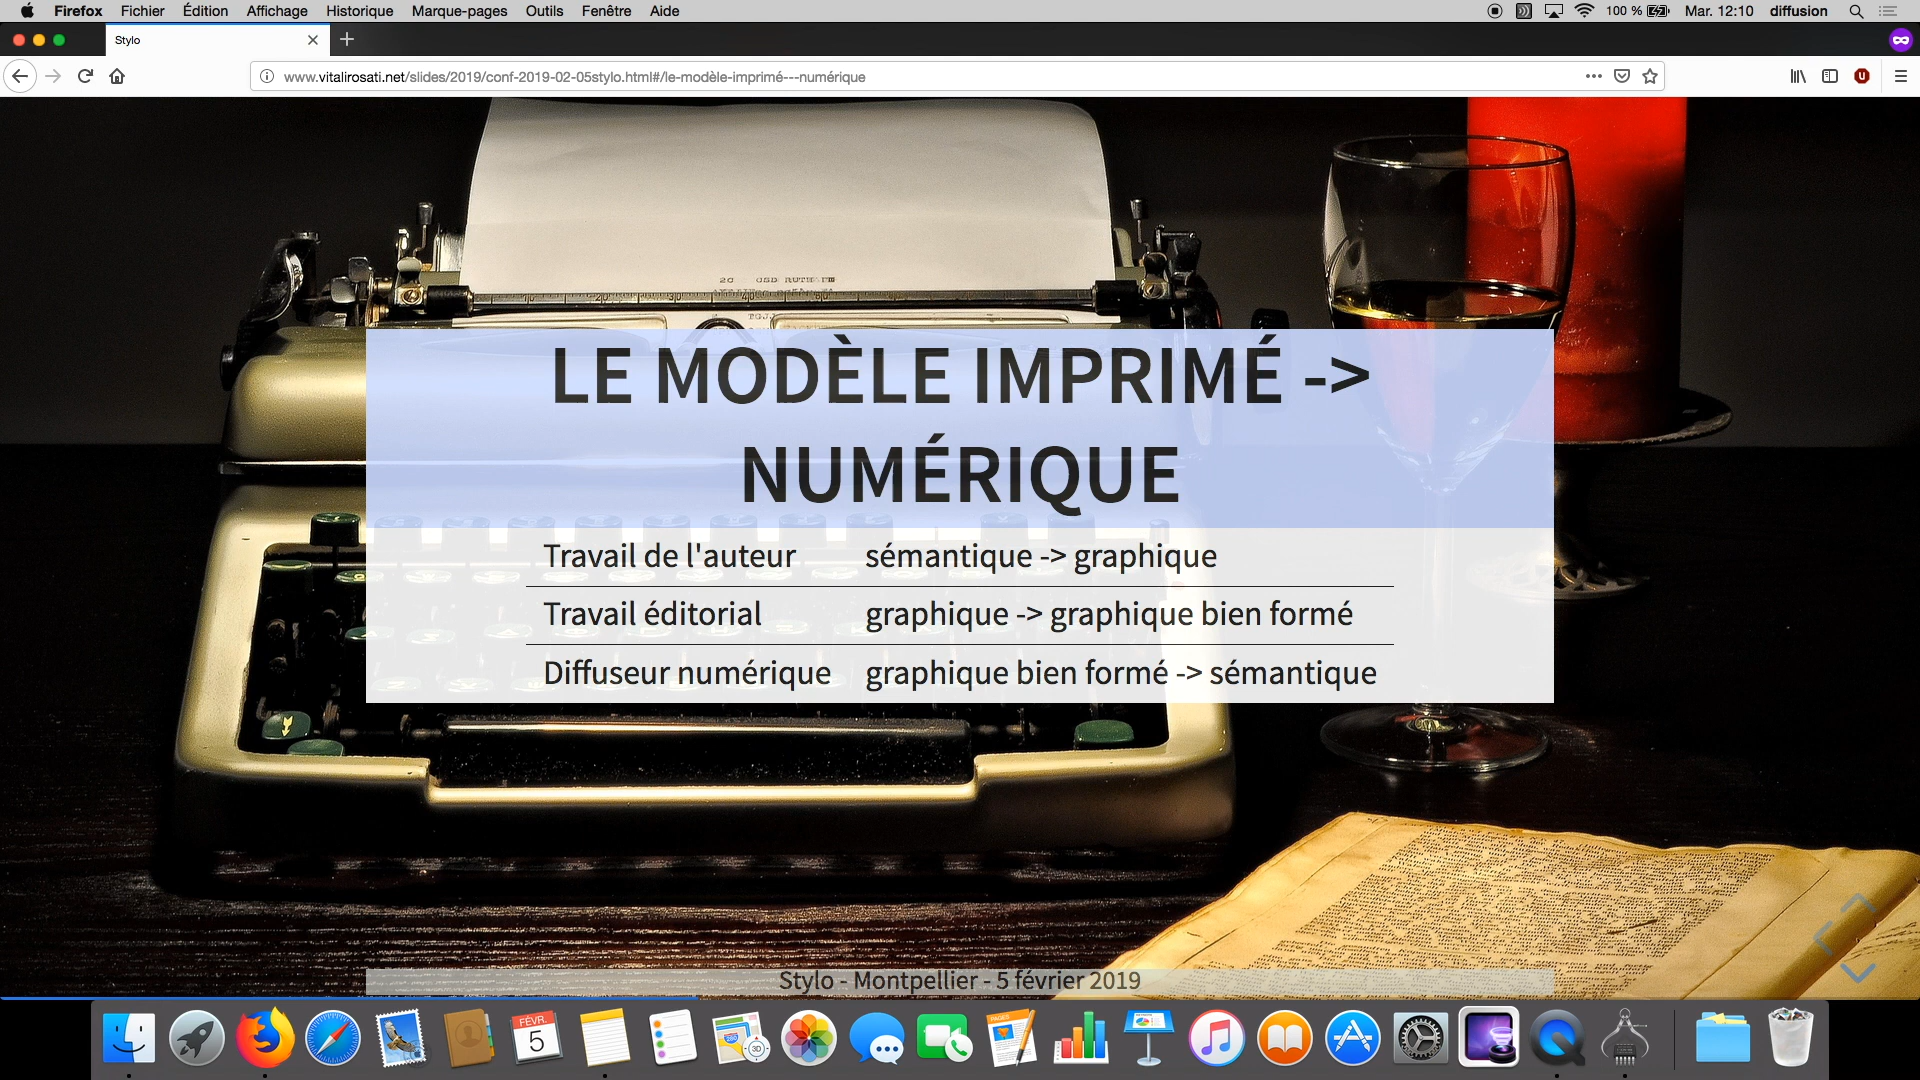 Firefox Fichier Édition Affichage Historique Marque-pages Outils Fenêtre Aide 100 % Mar. 12:10 diffusion
Stylo
www.vitalirosati.net/slides/2019/conf-2019-02-05stylo.html#/le-modèle-imprimé---numérique
LE MODÈLE IMPRIMÉ ->
NUMÉRIQUE
Travail de l'auteur sémantique -> graphique
Travail éditorial graphique -> graphique bien formé
Diffuseur numérique graphique bien formé -> sémantique
Stylo - Montpellier - 5 février 2019
FÉVR.
5
PAGES
280
3D